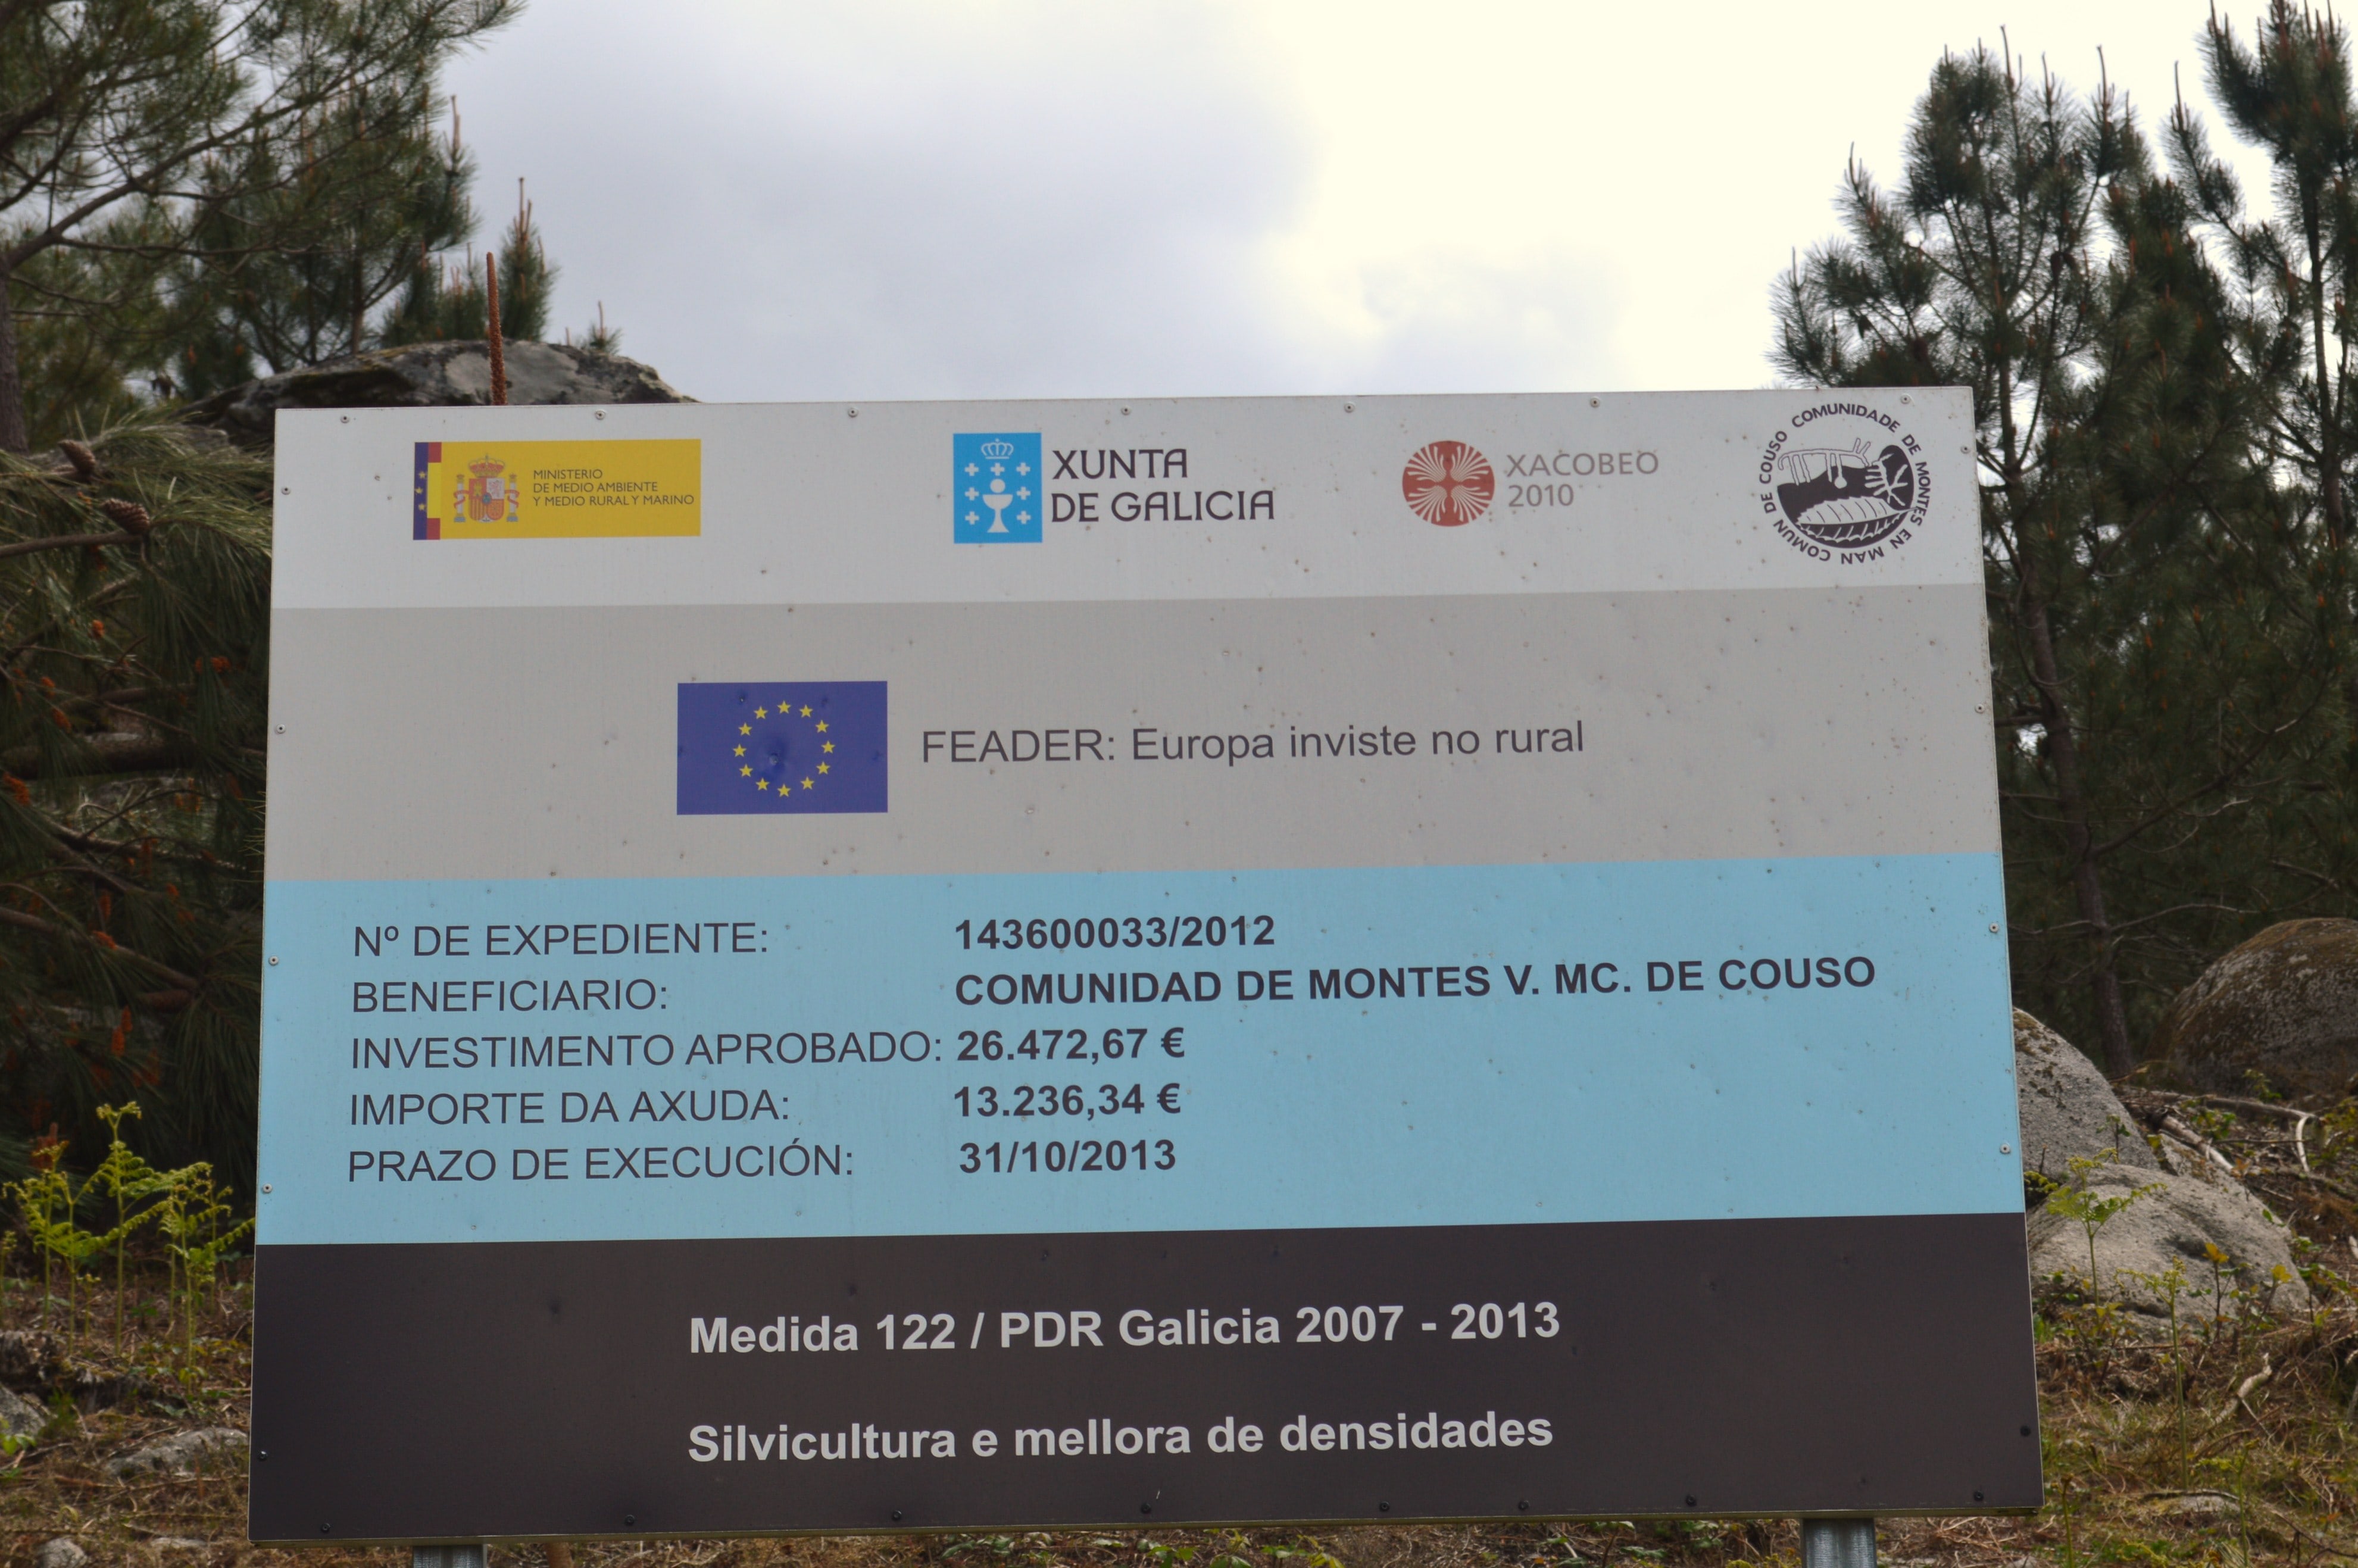 MINISTERIO
DE MEDIO AMBIENTE
Y MEDIO RURAL Y MARINO
XUNTA
DE GALICIA
XACOBEO
2010
COMUNIDADE DE MONTES EN MAN COMUN DE COUSO
FEADER: Europa inviste no rural
Nº DE EXPEDIENTE: 143600033/2012
BENEFICIARIO: COMUNIDAD DE MONTES V. MC. DE COUSO
INVESTIMENTO APROBADO: 26.472,67 €
IMPORTE DA AXUDA: 13.236,34 €
PRAZO DE EXECUCIÓN: 31/10/2013
Medida 122 / PDR Galicia 2007 - 2013
Silvicultura e mellora de densidades